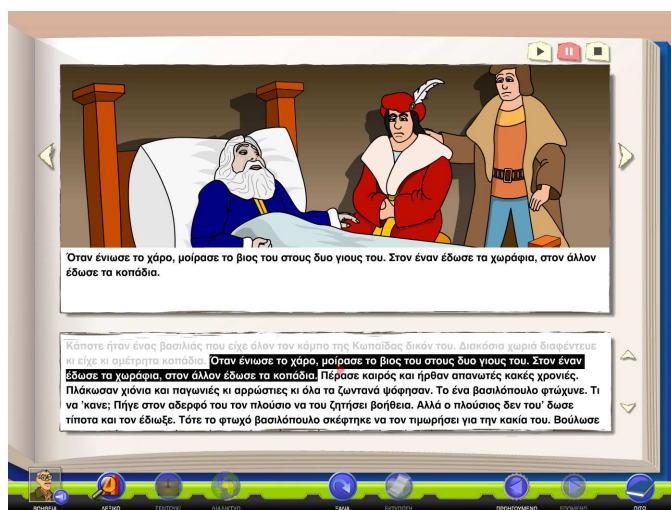 Όταν ένιωσε το χάρο, μοίρασε το βιος του στους δυο γιους του. Στον έναν έδωσε τα χωράφια, στον άλλον
έδωσε τα κοπάδια.
Κάποτε ήταν ένας βασιλιάς που είχε όλον τον κάμπο της Κωπαΐδας δικόν του. Διακόσια χωριά διαφέντευε
κι είχε κι αμέτρητα κοπάδια. Όταν ένιωσε το χάρο, μοίρασε το βιος του στους δυο γιους του. Στον έναν
έδωσε τα χωράφια, στον άλλον έδωσε τα κοπάδια. Πέρασε καιρός και ήρθαν απανωτές κακές χρονιές.
Πλάκωσαν χιόνια και παγωνιές κι αρρώστιες κι όλα τα ζωντανά ψόφησαν. Το ένα βασιλόπουλο φτώχυνε. Τι
να 'κανε; Πήγε στον αδερφό του τον πλούσιο να του ζητήσει βοήθεια. Αλλά ο πλούσιος δεν του' δωσε
τίποτα και τον έδιωξε. Τότε το φτωχό βασιλόπουλο σκέφτηκε να τον τιμωρήσει για την κακία του. Βούλωσε
ΒΟΗΘΕΙΑ ΛΕΞΙΚΟ ΣΕΝΤΟΥΚΙ ΔΙΑΔΙΚΤΥΟ ΞΑΝΑ ΕΚΤΥΠΩΣΗ ΠΡΟΗΓΟΥΜΕΝΟ ΕΠΟΜΕΝΟ ΠΙΣΩ